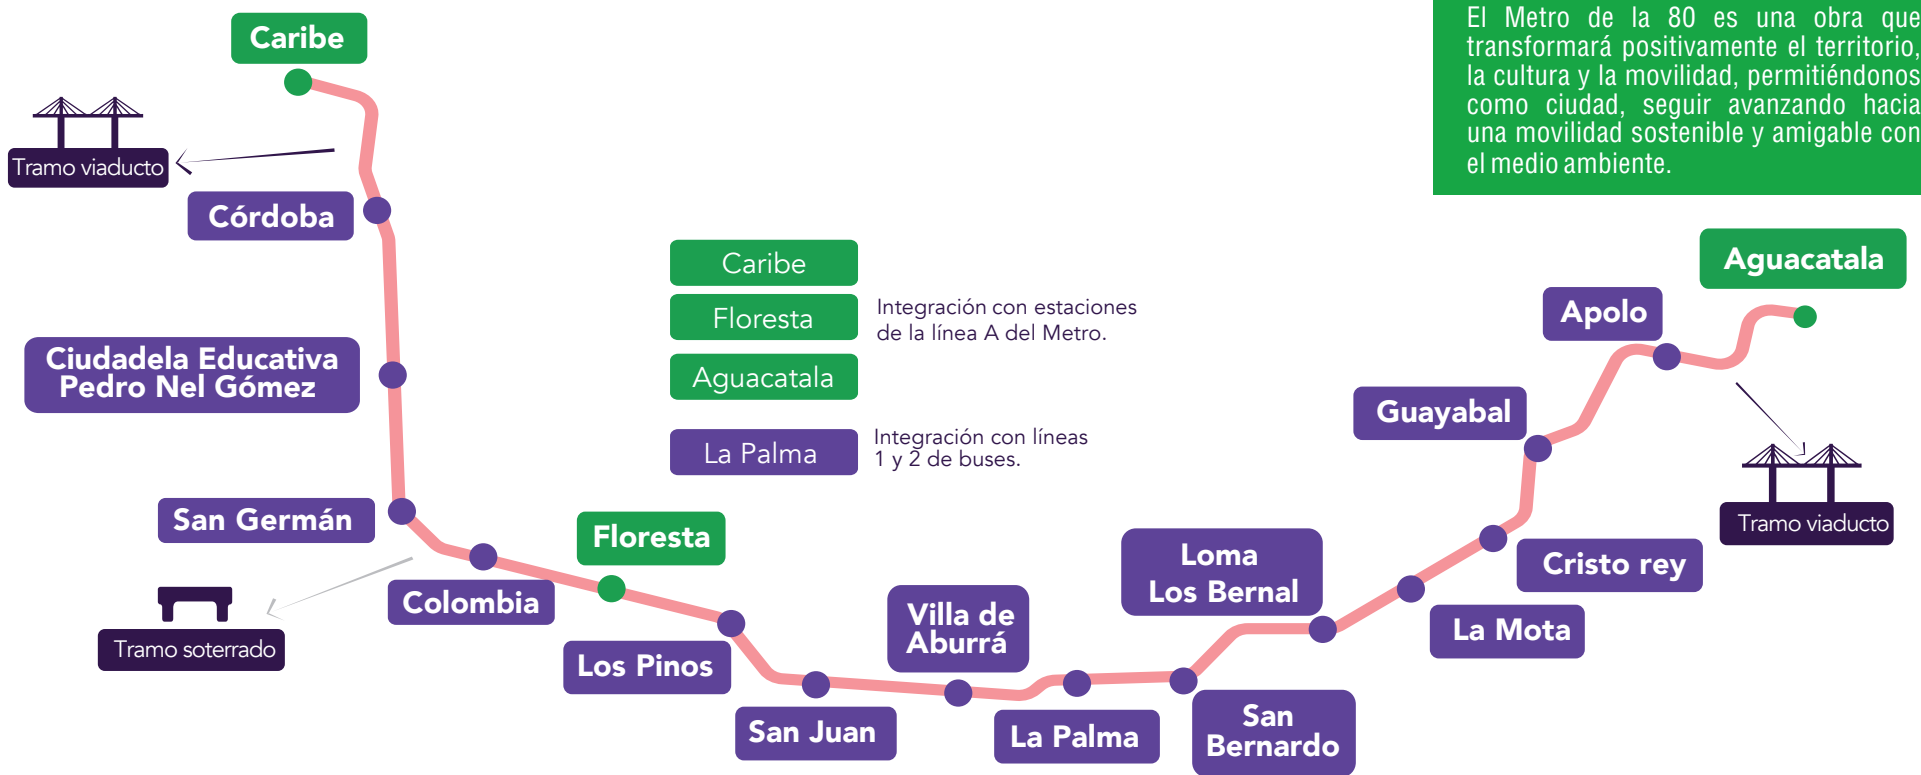 El Metro de la 80 es una obra que
transformará positivamente el territorio,
la cultura y la movilidad, permitiéndonos
como ciudad, seguir avanzando hacia
una movilidad sostenible y amigable con
el medio ambiente.
Caribe
Tramo viaducto
Córdoba
Ciudadela Educativa
Pedro Nel Gómez
San Germán
Tramo soterrado
Colombia
Floresta
Los Pinos
San Juan
Villa de
Aburrá
La Palma
San
Bernardo
Loma
Los Bernal
La Mota
Cristo rey
Guayabal
Apolo
Aguacatala
Tramo viaducto
Caribe
Floresta
Aguacatala
Integración con estaciones
de la línea A del Metro.
La Palma
Integración con líneas
1 y 2 de buses.